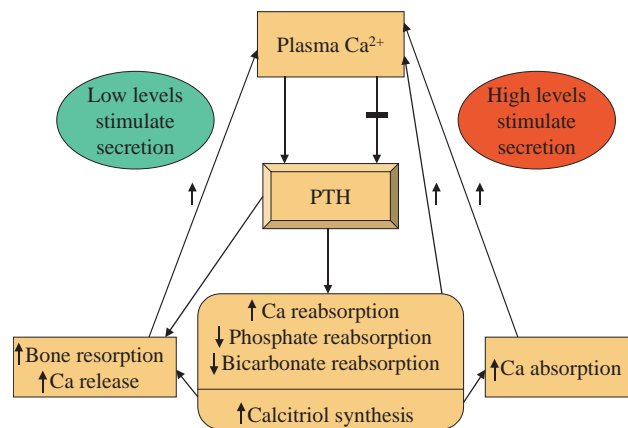 Plasma Ca²⁺
Low levels
stimulate
secretion
High levels
stimulate
secretion
PTH
Ca reabsorption
Phosphate reabsorption
Bicarbonate reabsorption
Bone resorption
Ca release
Ca absorption
Calcitriol synthesis